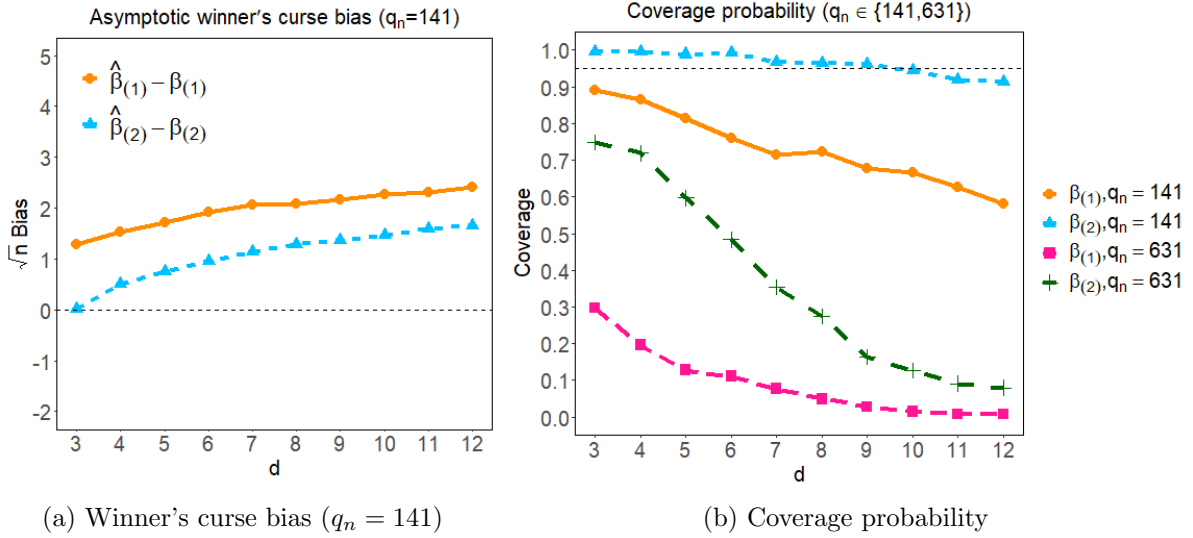 Asymptotic winner's curse bias (qn=141)
5
4
3
2
1
0
-1
-2
√n Bias
β̂(1) − β(1)
β̂(2) − β(2)
3 4 5 6 7 8 9 10 11 12
d
(a) Winner's curse bias (qn = 141)
Coverage probability (qn ∈ {141,631})
1.0
0.9
0.8
0.7
0.6
0.5
0.4
0.3
0.2
0.1
0.0
Coverage
3 4 5 6 7 8 9 10 11 12
d
β(1),qn = 141
β(2),qn = 141
β(1),qn = 631
β(2),qn = 631
(b) Coverage probability